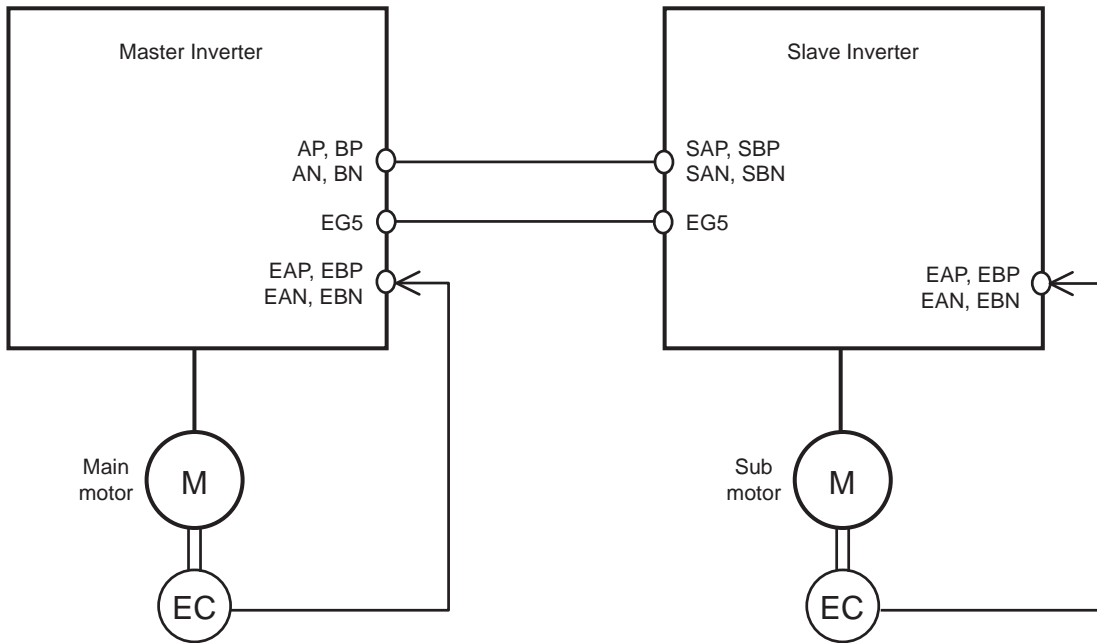 Master Inverter
AP, BP
AN, BN
EG5
EAP, EBP
EAN, EBN
Main
motor
M
EC
Slave Inverter
SAP, SBP
SAN, SBN
EG5
EAP, EBP
EAN, EBN
Sub
motor
M
EC